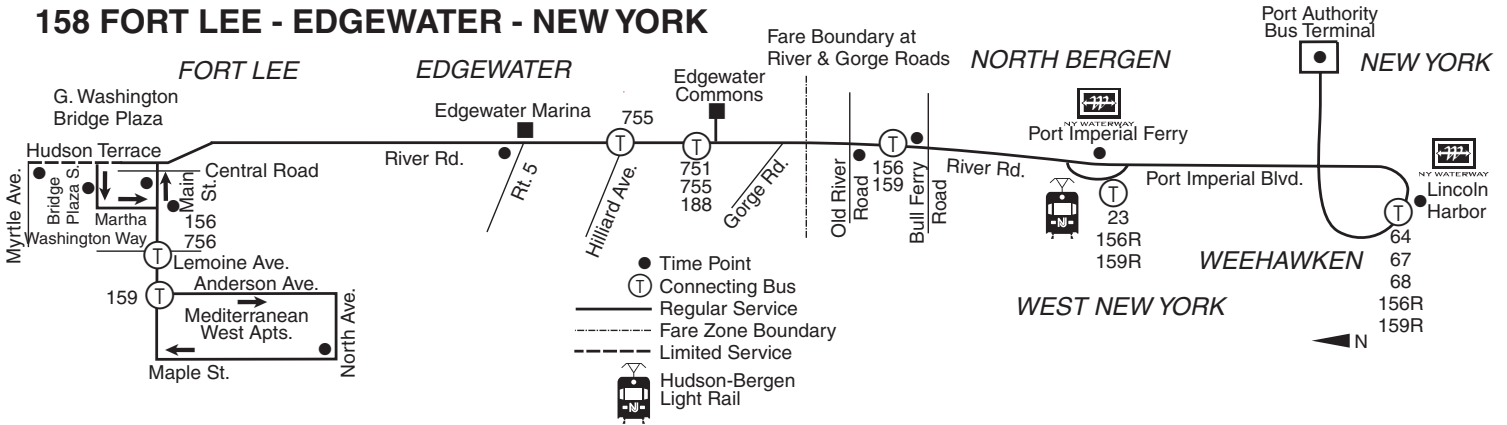 158 FORT LEE - EDGEWATER - NEW YORK
FORT LEE
EDGEWATER
NORTH BERGEN
NEW YORK
WEEHAWKEN
WEST NEW YORK
G. Washington
Bridge Plaza
Hudson Terrace
Myrtle Ave.
Bridge
Plaza S.
Martha
Washington Way
Main
St.
Central Road
156
756
Lemoine Ave.
159
T
T
Anderson Ave.
Mediterranean
West Apts.
North Ave.
Maple St.
River Rd.
Edgewater Marina
Rt. 5
755
T
Hilliard Ave.
Edgewater
Commons
T
751
755
188
Gorge Rd.
Fare Boundary at
River & Gorge Roads
Old River
Road
T
156
159
Bull Ferry
Road
River Rd.
NY WATERWAY
Port Imperial Ferry
T
23
156R
159R
Port Imperial Blvd.
Port Authority
Bus Terminal
NY WATERWAY
Lincoln
Harbor
T
64
67
68
156R
159R
N
Time Point
T Connecting Bus
Regular Service
Fare Zone Boundary
Limited Service
Hudson-Bergen
Light Rail